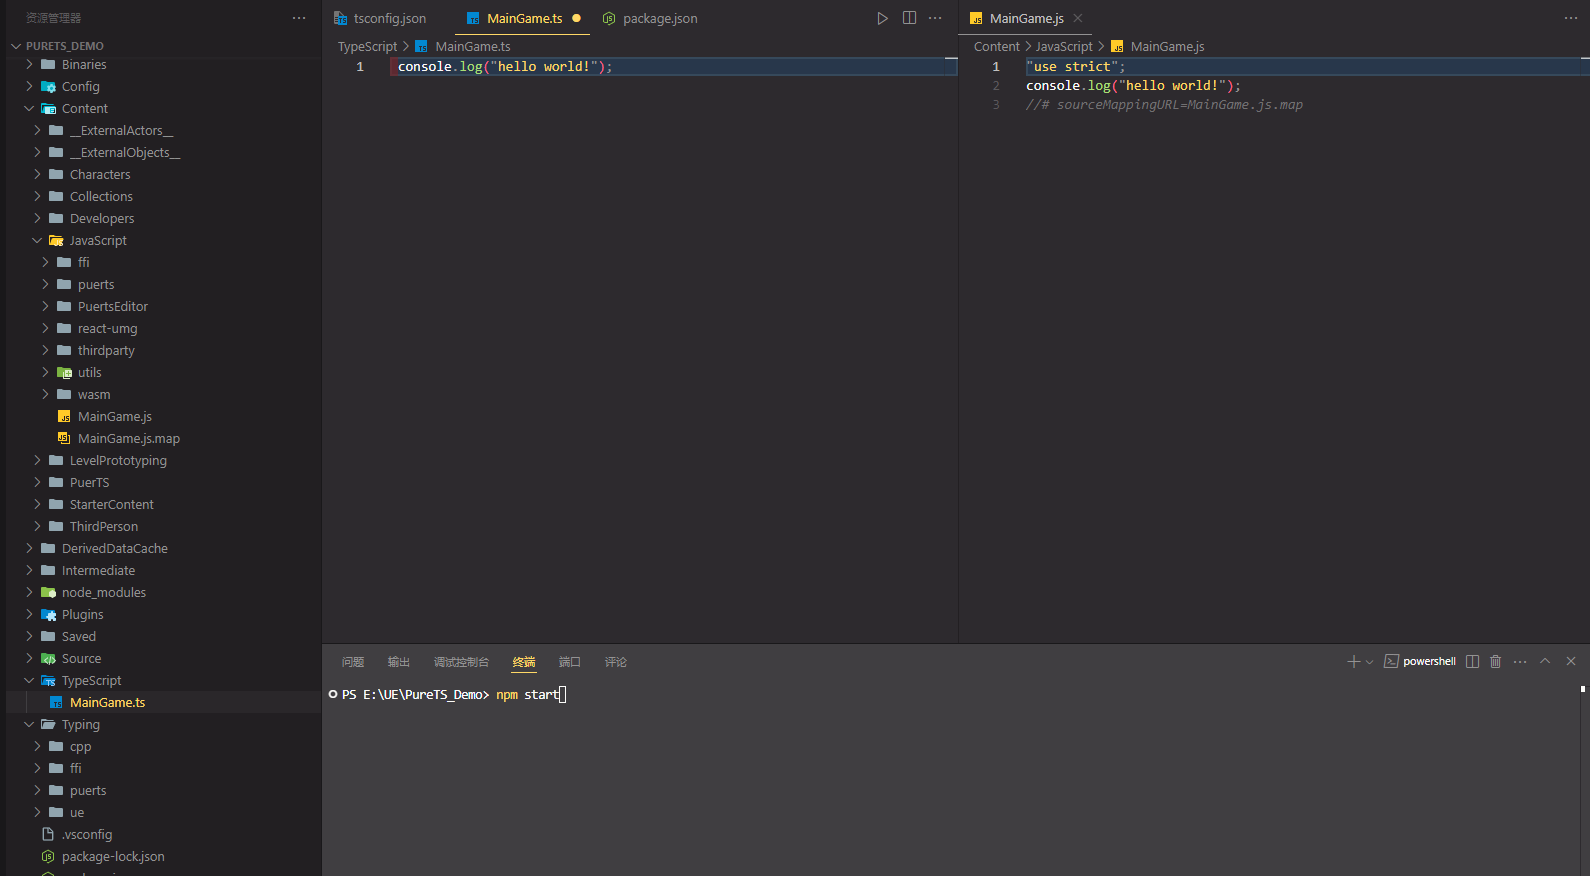 资源管理器
PURETS_DEMO
Binaries
Config
Content
__ExternalActors__
__ExternalObjects__
Characters
Collections
Developers
JavaScript
ffi
puerts
PuertsEditor
react-umg
thirdparty
utils
wasm
MainGame.js
MainGame.js.map
LevelPrototyping
PuerTS
StarterContent
ThirdPerson
DerivedDataCache
Intermediate
node_modules
Plugins
Saved
Source
TypeScript
MainGame.ts
Typing
cpp
ffi
puerts
ue
.vsconfig
package-lock.json
tsconfig.json MainGame.ts package.json
TypeScript > MainGame.ts
1 console.log("hello world!");
MainGame.js
Content > JavaScript > MainGame.js
1 "use strict";
2 console.log("hello world!");
3 //# sourceMappingURL=MainGame.js.map
问题 输出 调试控制台 终端 端口 评论
powershell
PS E:\UE\PureTS_Demo> npm start